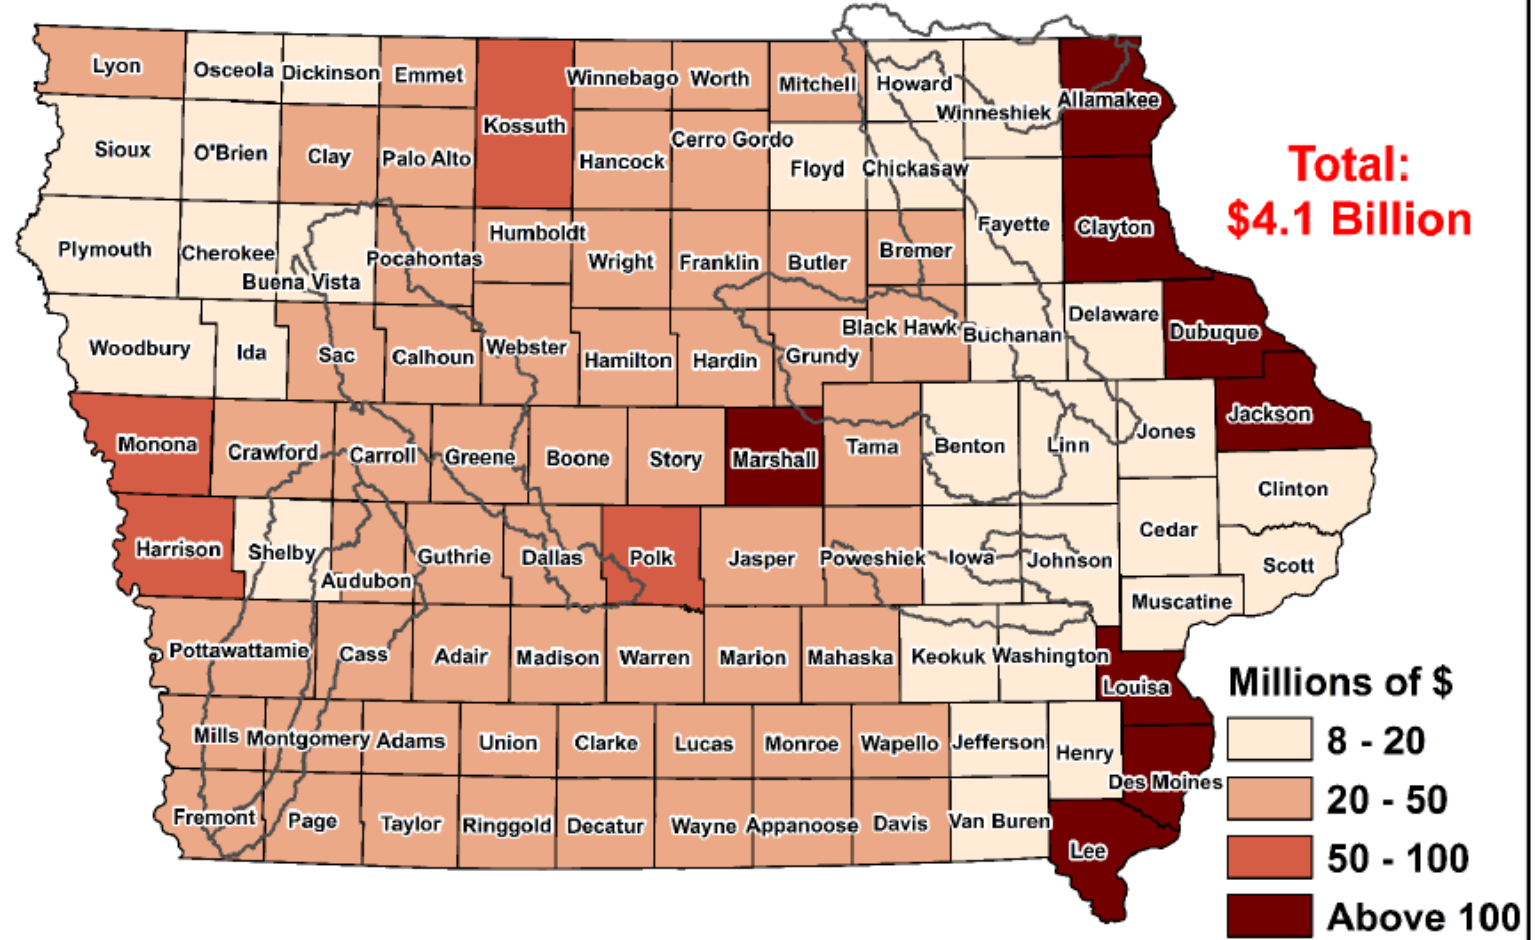 Lyon
Osceola
Dickinson
Emmet
Kossuth
Winnebago
Worth
Mitchell
Howard
Winneshiek
Allamakee
Sioux
O'Brien
Clay
Palo Alto
Hancock
Cerro Gordo
Floyd
Chickasaw
Total:
$4.1 Billion
Plymouth
Cherokee
Buena Vista
Pocahontas
Humboldt
Wright
Franklin
Butler
Bremer
Fayette
Clayton
Woodbury
Ida
Sac
Calhoun
Webster
Hamilton
Hardin
Grundy
Black Hawk
Buchanan
Delaware
Dubuque
Monona
Crawford
Carroll
Greene
Boone
Story
Marshall
Tama
Benton
Linn
Jones
Jackson
Clinton
Harrison
Shelby
Audubon
Guthrie
Dallas
Polk
Jasper
Poweshiek
Iowa
Johnson
Cedar
Scott
Muscatine
Pottawattamie
Cass
Adair
Madison
Warren
Marion
Mahaska
Keokuk
Washington
Louisa
Mills
Montgomery
Adams
Union
Clarke
Lucas
Monroe
Wapello
Jefferson
Henry
Des Moines
Fremont
Page
Taylor
Ringgold
Decatur
Wayne
Appanoose
Davis
Van Buren
Lee
Millions of $
8 - 20
20 - 50
50 - 100
Above 100